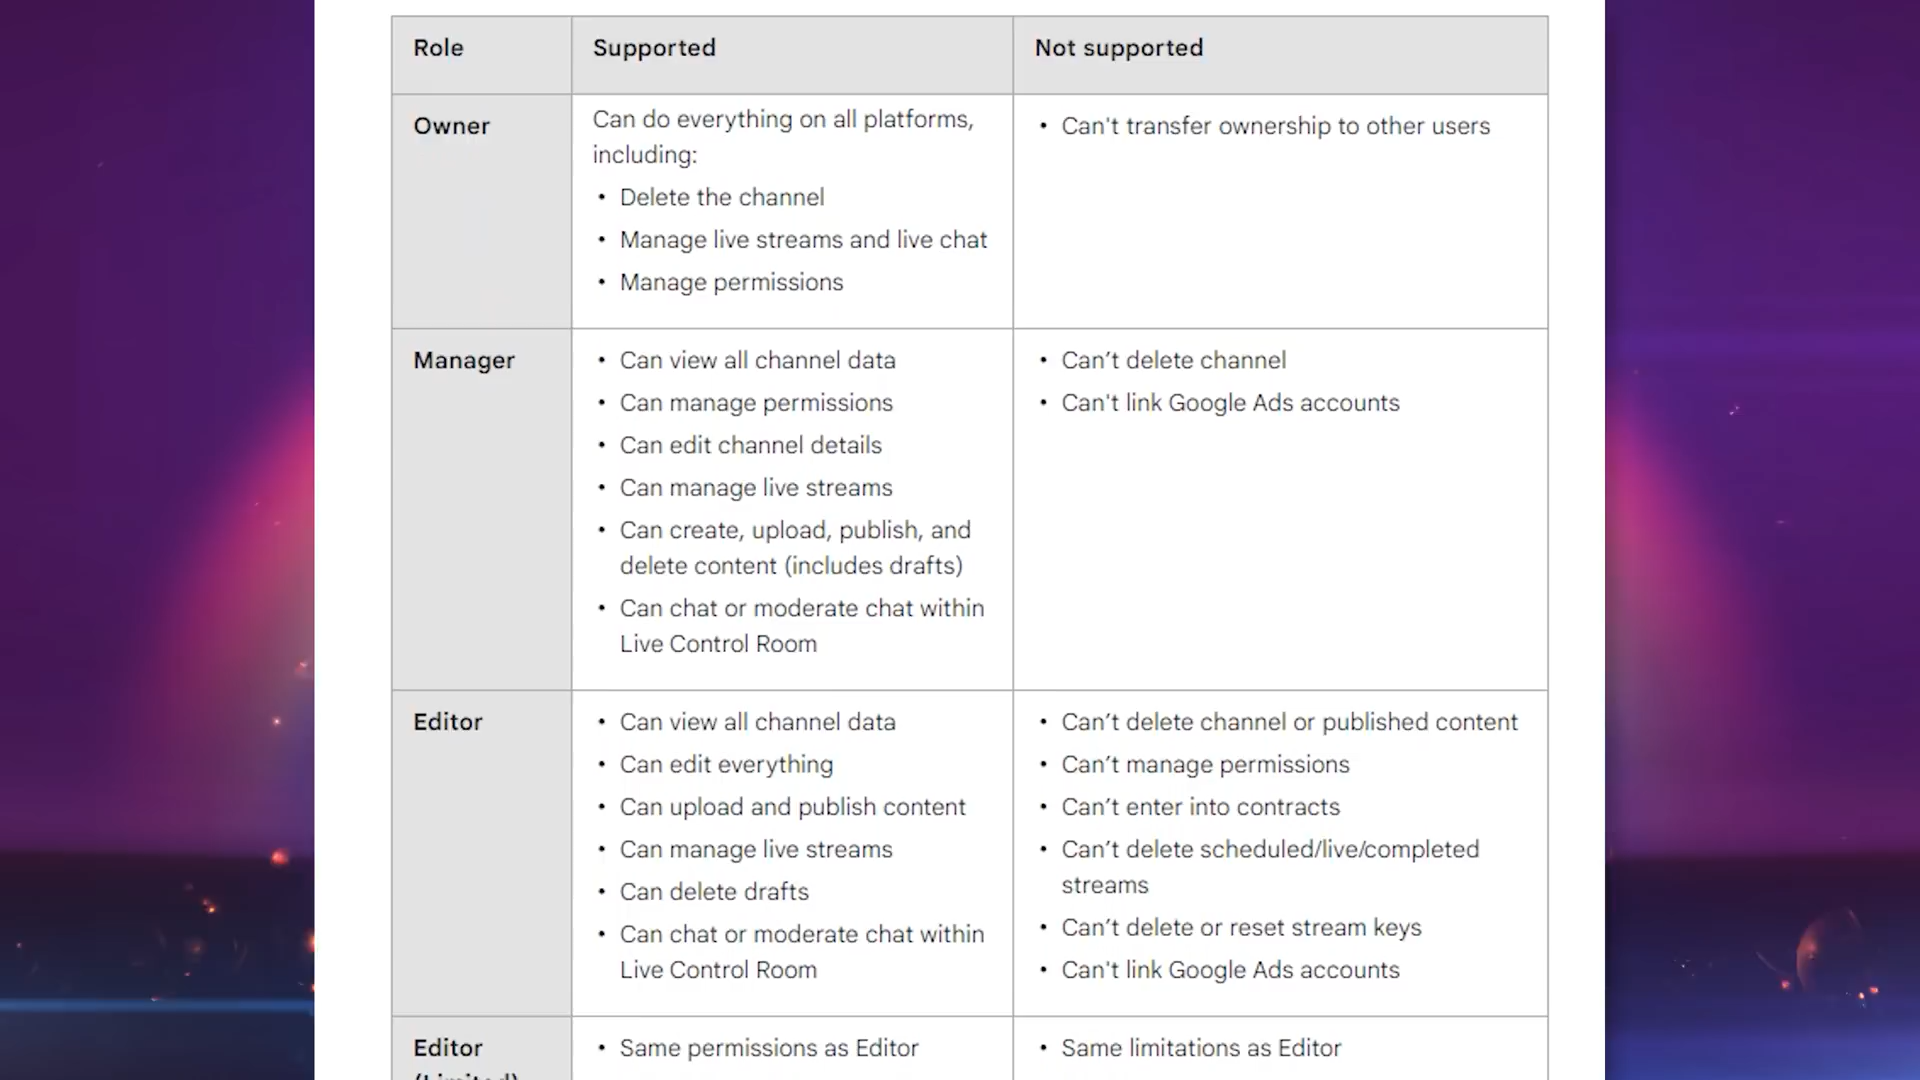 Role
Supported
Not supported
Owner
Can do everything on all platforms,
including:
• Delete the channel
• Manage live streams and live chat
• Manage permissions
• Can't transfer ownership to other users
Manager
• Can view all channel data
• Can manage permissions
• Can edit channel details
• Can manage live streams
• Can create, upload, publish, and
delete content (includes drafts)
• Can chat or moderate chat within
Live Control Room
• Can’t delete channel
• Can't link Google Ads accounts
Editor
• Can view all channel data
• Can edit everything
• Can upload and publish content
• Can manage live streams
• Can delete drafts
• Can chat or moderate chat within
Live Control Room
• Can’t delete channel or published content
• Can’t manage permissions
• Can’t enter into contracts
• Can’t delete scheduled/live/completed
streams
• Can’t delete or reset stream keys
• Can't link Google Ads accounts
Editor
(Limited)
• Same permissions as Editor
• Same limitations as Editor